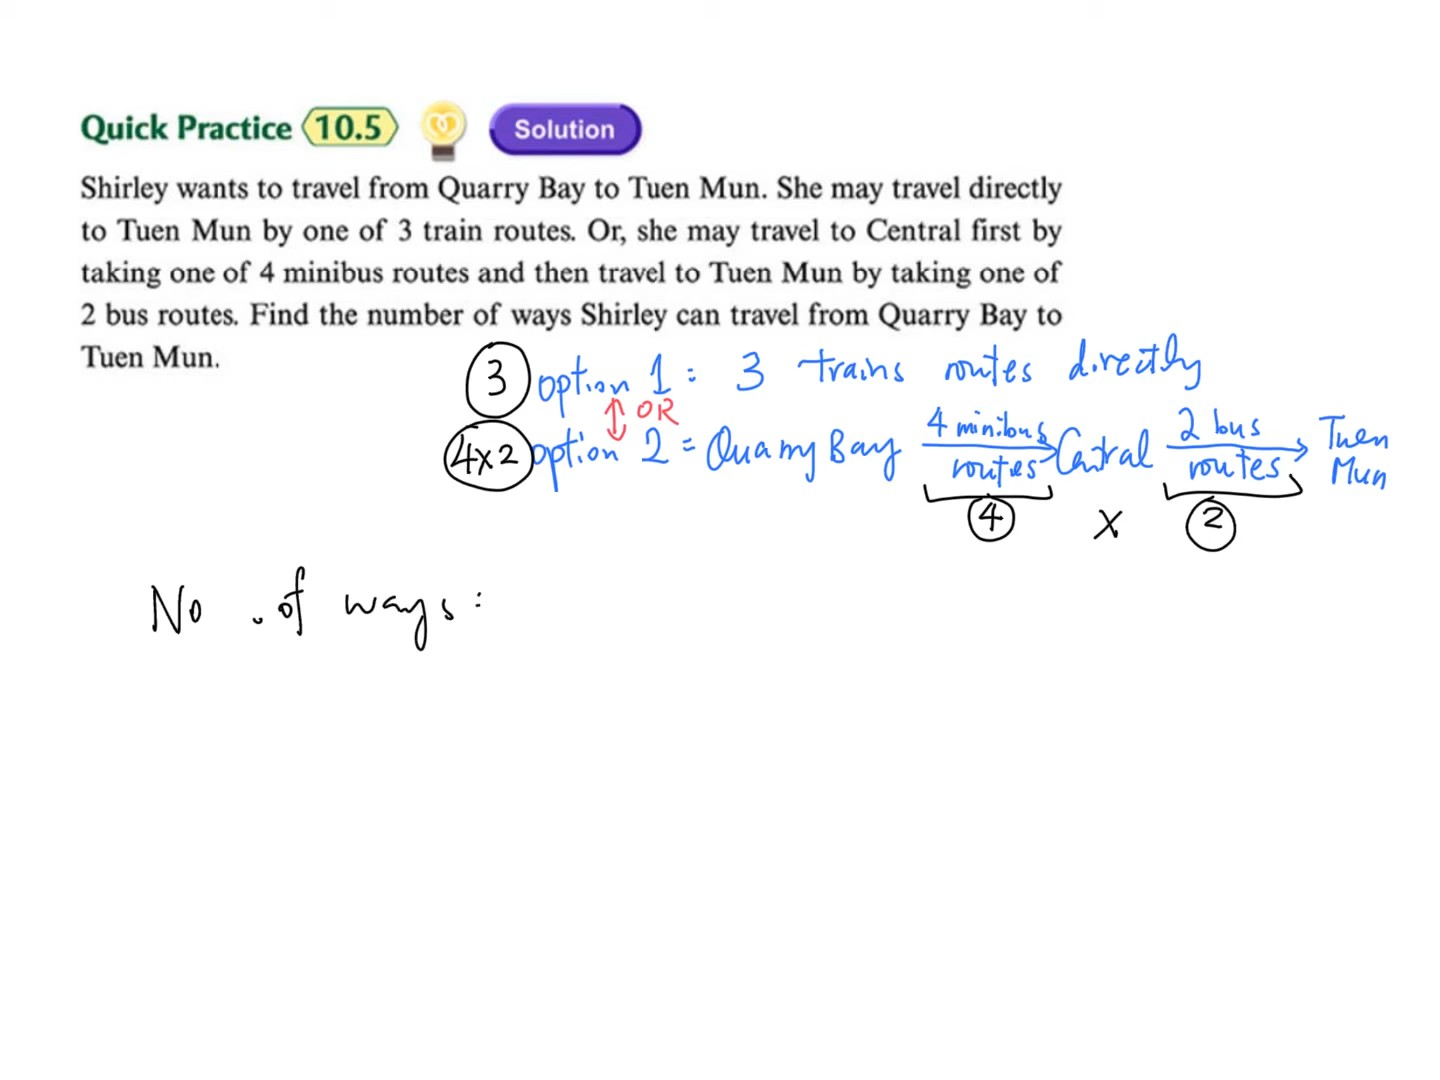 Quick Practice 10.5 Solution
Shirley wants to travel from Quarry Bay to Tuen Mun. She may travel directly
to Tuen Mun by one of 3 train routes. Or, she may travel to Central first by
taking one of 4 minibus routes and then travel to Tuen Mun by taking one of
2 bus routes. Find the number of ways Shirley can travel from Quarry Bay to
Tuen Mun.
3 option 1: 3 trains routes directly
OR
4x2 option 2 = Quarry Bay 4 minibus routes Central 2 bus routes Tuen Mun
4 x 2
No. of ways: